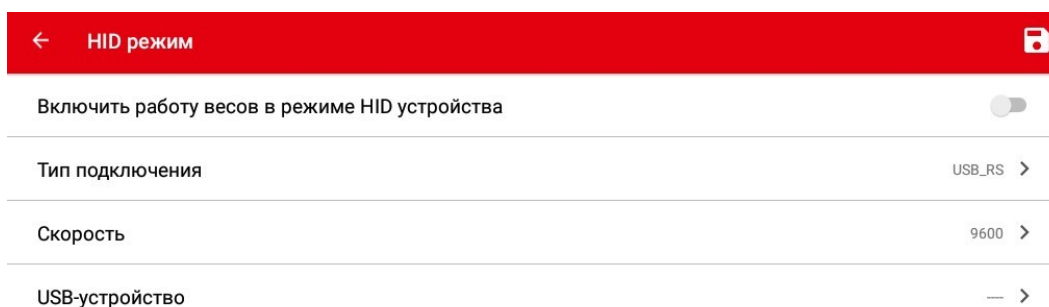 HID режим
Включить работу весов в режиме HID устройства
Тип подключения USB_RS
Скорость 9600
USB-устройство ---